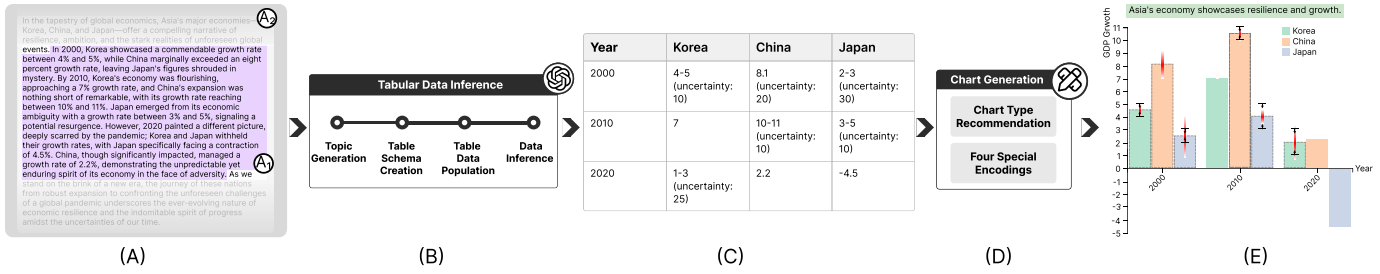 In the tapestry of global economics, Asia's major economies—
Korea, China, and Japan—offer a compelling narrative of
resilience, ambition, and the stark realities of unforeseen global
events. In 2000, Korea showcased a commendable growth rate
between 4% and 5%, while China marginally exceeded an eight
percent growth rate, leaving Japan's figures shrouded in
mystery. By 2010, Korea's economy was flourishing,
approaching a 7% growth rate, and China's expansion was
nothing short of remarkable, with its growth rate reaching
between 10% and 11%. Japan emerged from its economic
ambiguity with a growth rate between 3% and 5%, signaling a
potential resurgence. However, 2020 painted a different picture,
deeply scarred by the pandemic; Korea and Japan withheld
their growth rates, with Japan specifically facing a contraction
of 4.5%. China, though significantly impacted, managed a
growth rate of 2.2%, demonstrating the unpredictable yet
enduring spirit of its economy in the face of adversity. As we
stand on the brink of a new era, the journey of these nations
from robust expansion to confronting the unforeseen challenges
of a global pandemic underscores the ever-evolving nature of
economic resilience and the indomitable spirit of progress
amidst the uncertainties of our time.
A2
A1
(A)
Tabular Data Inference
Topic
Generation
Table
Schema
Creation
Table
Data
Population
Data
Inference
(B)
Year Korea China Japan
2000 4-5 (uncertainty: 10) 8.1 (uncertainty: 20) 2-3 (uncertainty: 30)
2010 7 10-11 (uncertainty: 10) 3-5 (uncertainty: 10)
2020 1-3 (uncertainty: 25) 2.2 -4.5
(C)
Chart Generation
Chart Type
Recommendation
Four Special
Encodings
(D)
Asia's economy showcases resilience and growth.
GDP Grwoth
Korea
China
Japan
11
10
9
8
7
6
5
4
3
2
1
0
-1
-2
-3
-4
-5
2000
2010
2020
Year
(E)